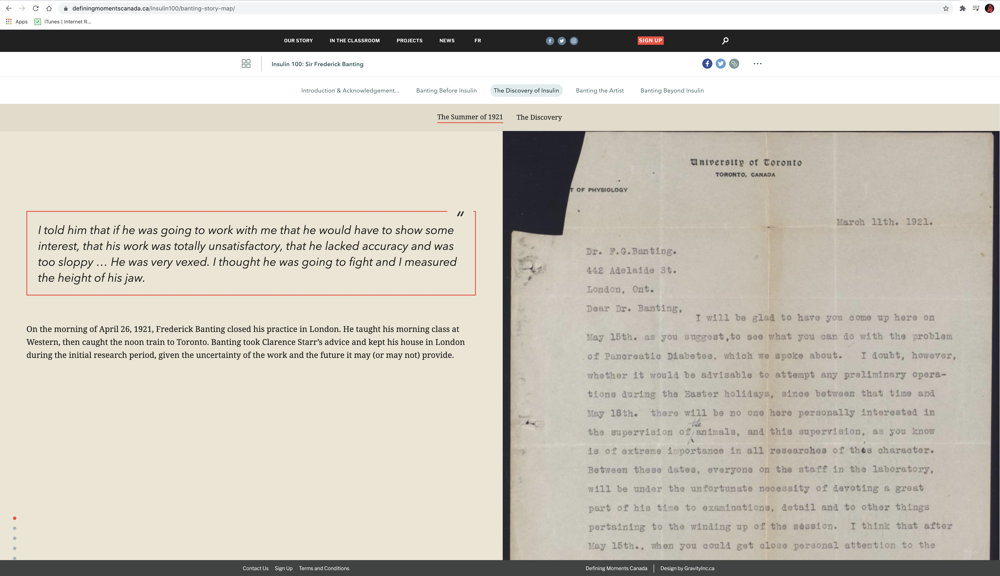 definingmomentscanada.ca/insulin100/banting-story-map/
Apps
iTunes | Internet R...
OUR STORY
IN THE CLASSROOM
PROJECTS
NEWS
FR
SIGN UP
Insulin 100: Sir Frederick Banting
Introduction & Acknowledgement...
Banting Before Insulin
The Discovery of Insulin
Banting the Artist
Banting Beyond Insulin
The Summer of 1921
The Discovery
"
I told him that if he was going to work with me that he would have to show some
interest, that his work was totally unsatisfactory, that he lacked accuracy and was
too sloppy … He was very vexed. I thought he was going to fight and I measured
the height of his jaw.
On the morning of April 26, 1921, Frederick Banting closed his practice in London. He taught his morning class at
Western, then caught the noon train to Toronto. Banting took Clarence Starr’s advice and kept his house in London
during the initial research period, given the uncertainty of the work and the future it may (or may not) provide.
University of Toronto
TORONTO, CANADA
T OF PHYSIOLOGY
March 11th. 1921.
Dr. F.G.Banting.
442 Adelaide St.
London, Ont.
Dear Dr. Banting,
I will be glad to have you come up here on
May 15th. as you suggest,to see what you can do with the problem
of Pancreatic Diabetes, which we spoke about. I doubt, however,
whether it would be advisable to attempt any preliminary opera-
tions during the Easter holidays, since between that time and
May 18th. there will be no one here personally interested in
the supervision of the animals, and this supervision, as you know
is of extreme importance in all researches of this character.
Between these dates, everyone on the staff in the laboratory,
will be under the unfortunate necessity of devoting a great
part of his time to examinations, detail and to other things
pertaining to the winding up of the session. I think that after
May 15th., when you could get close personal attention to the
Contact Us
Sign Up
Terms and Conditions
Defining Moments Canada
Design by GravityInc.ca